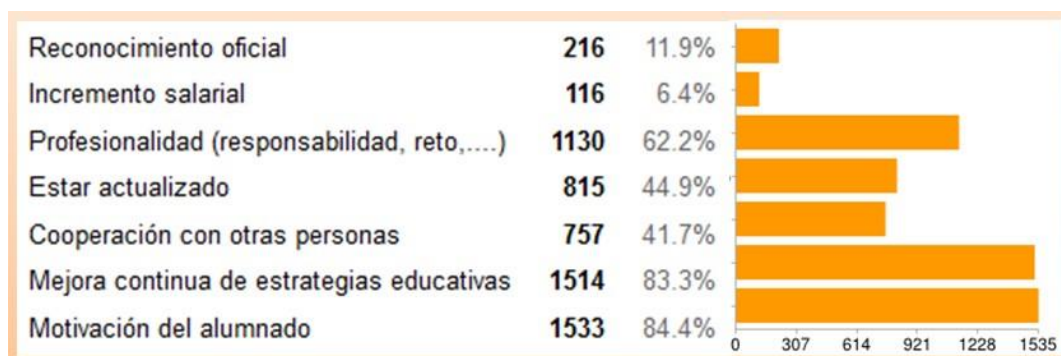 Reconocimiento oficial 216 11.9%
Incremento salarial 116 6.4%
Profesionalidad (responsabilidad, reto,....) 1130 62.2%
Estar actualizado 815 44.9%
Cooperación con otras personas 757 41.7%
Mejora continua de estrategias educativas 1514 83.3%
Motivación del alumnado 1533 84.4%
0 307 614 921 1228 1535